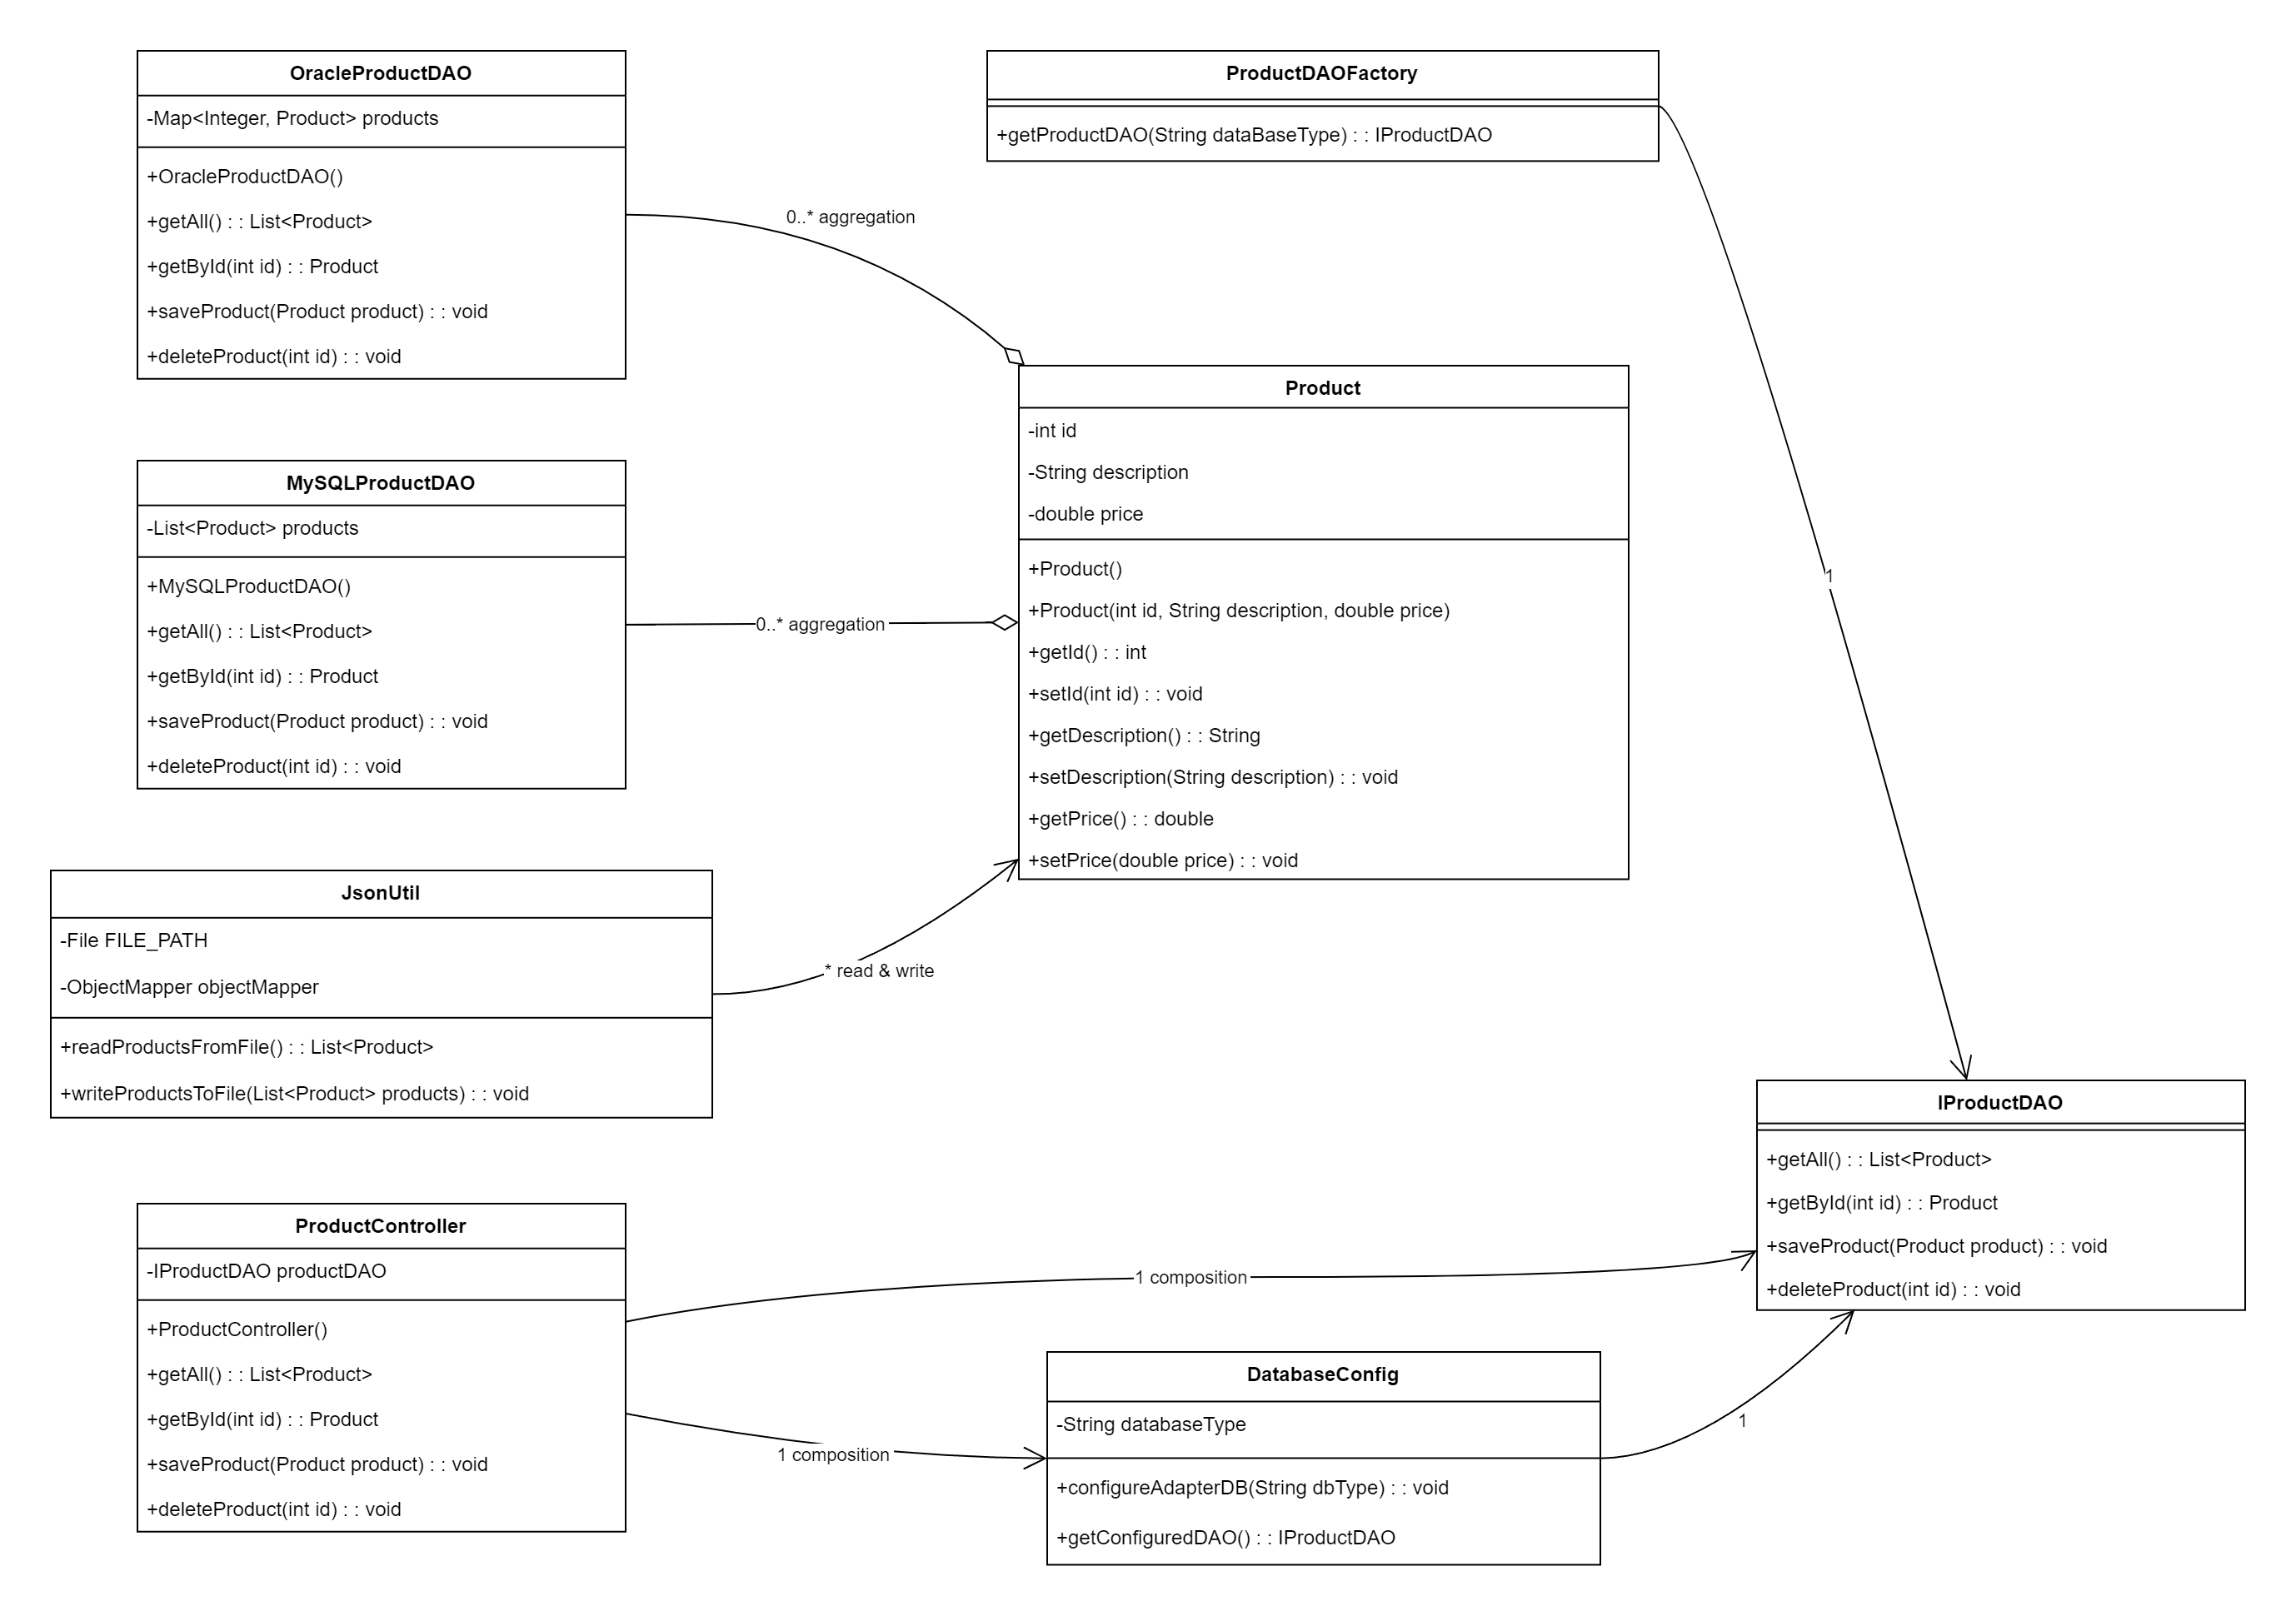 OracleProductDAO
-Map<Integer, Product> products
+OracleProductDAO()
+getAll() : : List<Product>
+getById(int id) : : Product
+saveProduct(Product product) : : void
+deleteProduct(int id) : : void
ProductDAOFactory
+getProductDAO(String dataBaseType) : : IProductDAO
0..* aggregation
Product
-int id
-String description
-double price
+Product()
+Product(int id, String description, double price)
+getId() : : int
+setId(int id) : : void
+getDescription() : : String
+setDescription(String description) : : void
+getPrice() : : double
+setPrice(double price) : : void
MySQLProductDAO
-List<Product> products
+MySQLProductDAO()
+getAll() : : List<Product>
+getById(int id) : : Product
+saveProduct(Product product) : : void
+deleteProduct(int id) : : void
0..* aggregation
1
JsonUtil
-File FILE_PATH
-ObjectMapper objectMapper
+readProductsFromFile() : : List<Product>
+writeProductsToFile(List<Product> products) : : void
* read & write
IProductDAO
+getAll() : : List<Product>
+getById(int id) : : Product
+saveProduct(Product product) : : void
+deleteProduct(int id) : : void
ProductController
-IProductDAO productDAO
+ProductController()
+getAll() : : List<Product>
+getById(int id) : : Product
+saveProduct(Product product) : : void
+deleteProduct(int id) : : void
1 composition
1 composition
DatabaseConfig
-String databaseType
+configureAdapterDB(String dbType) : : void
+getConfiguredDAO() : : IProductDAO
1